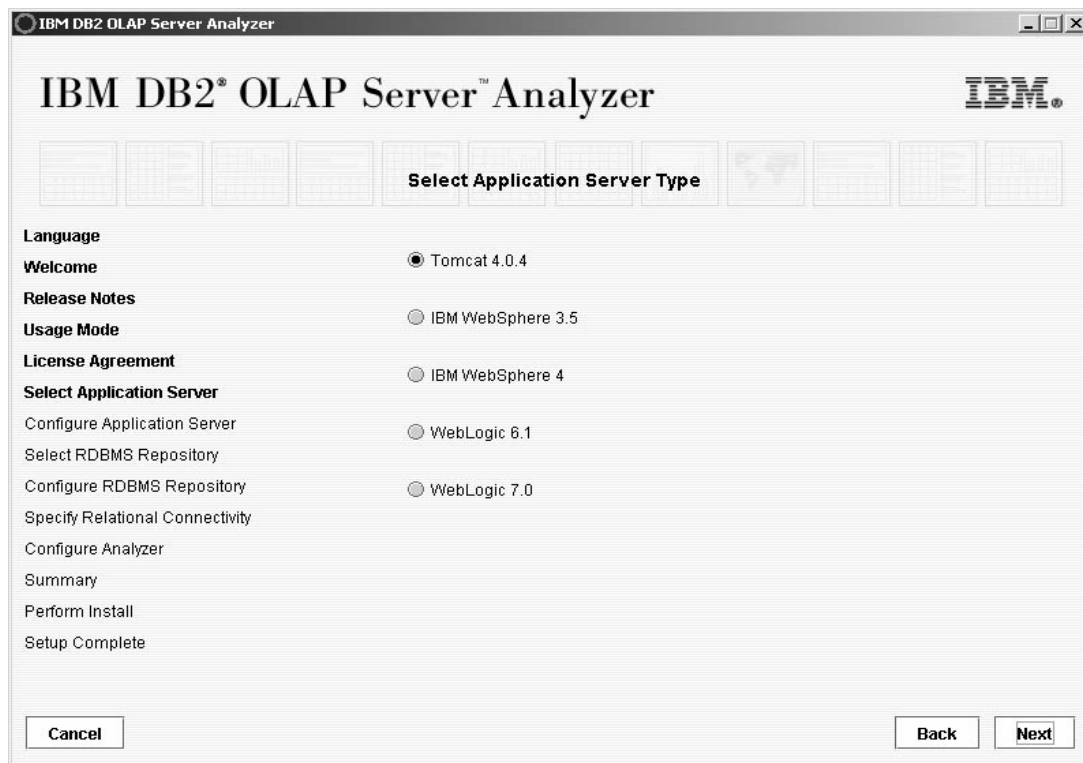 IBM DB2 OLAP Server Analyzer
IBM DB2® OLAP Server™ Analyzer
IBM®
Select Application Server Type
Language
Welcome
Release Notes
Usage Mode
License Agreement
Select Application Server
Configure Application Server
Select RDBMS Repository
Configure RDBMS Repository
Specify Relational Connectivity
Configure Analyzer
Summary
Perform Install
Setup Complete
Tomcat 4.0.4
IBM WebSphere 3.5
IBM WebSphere 4
WebLogic 6.1
WebLogic 7.0
Cancel
Back
Next